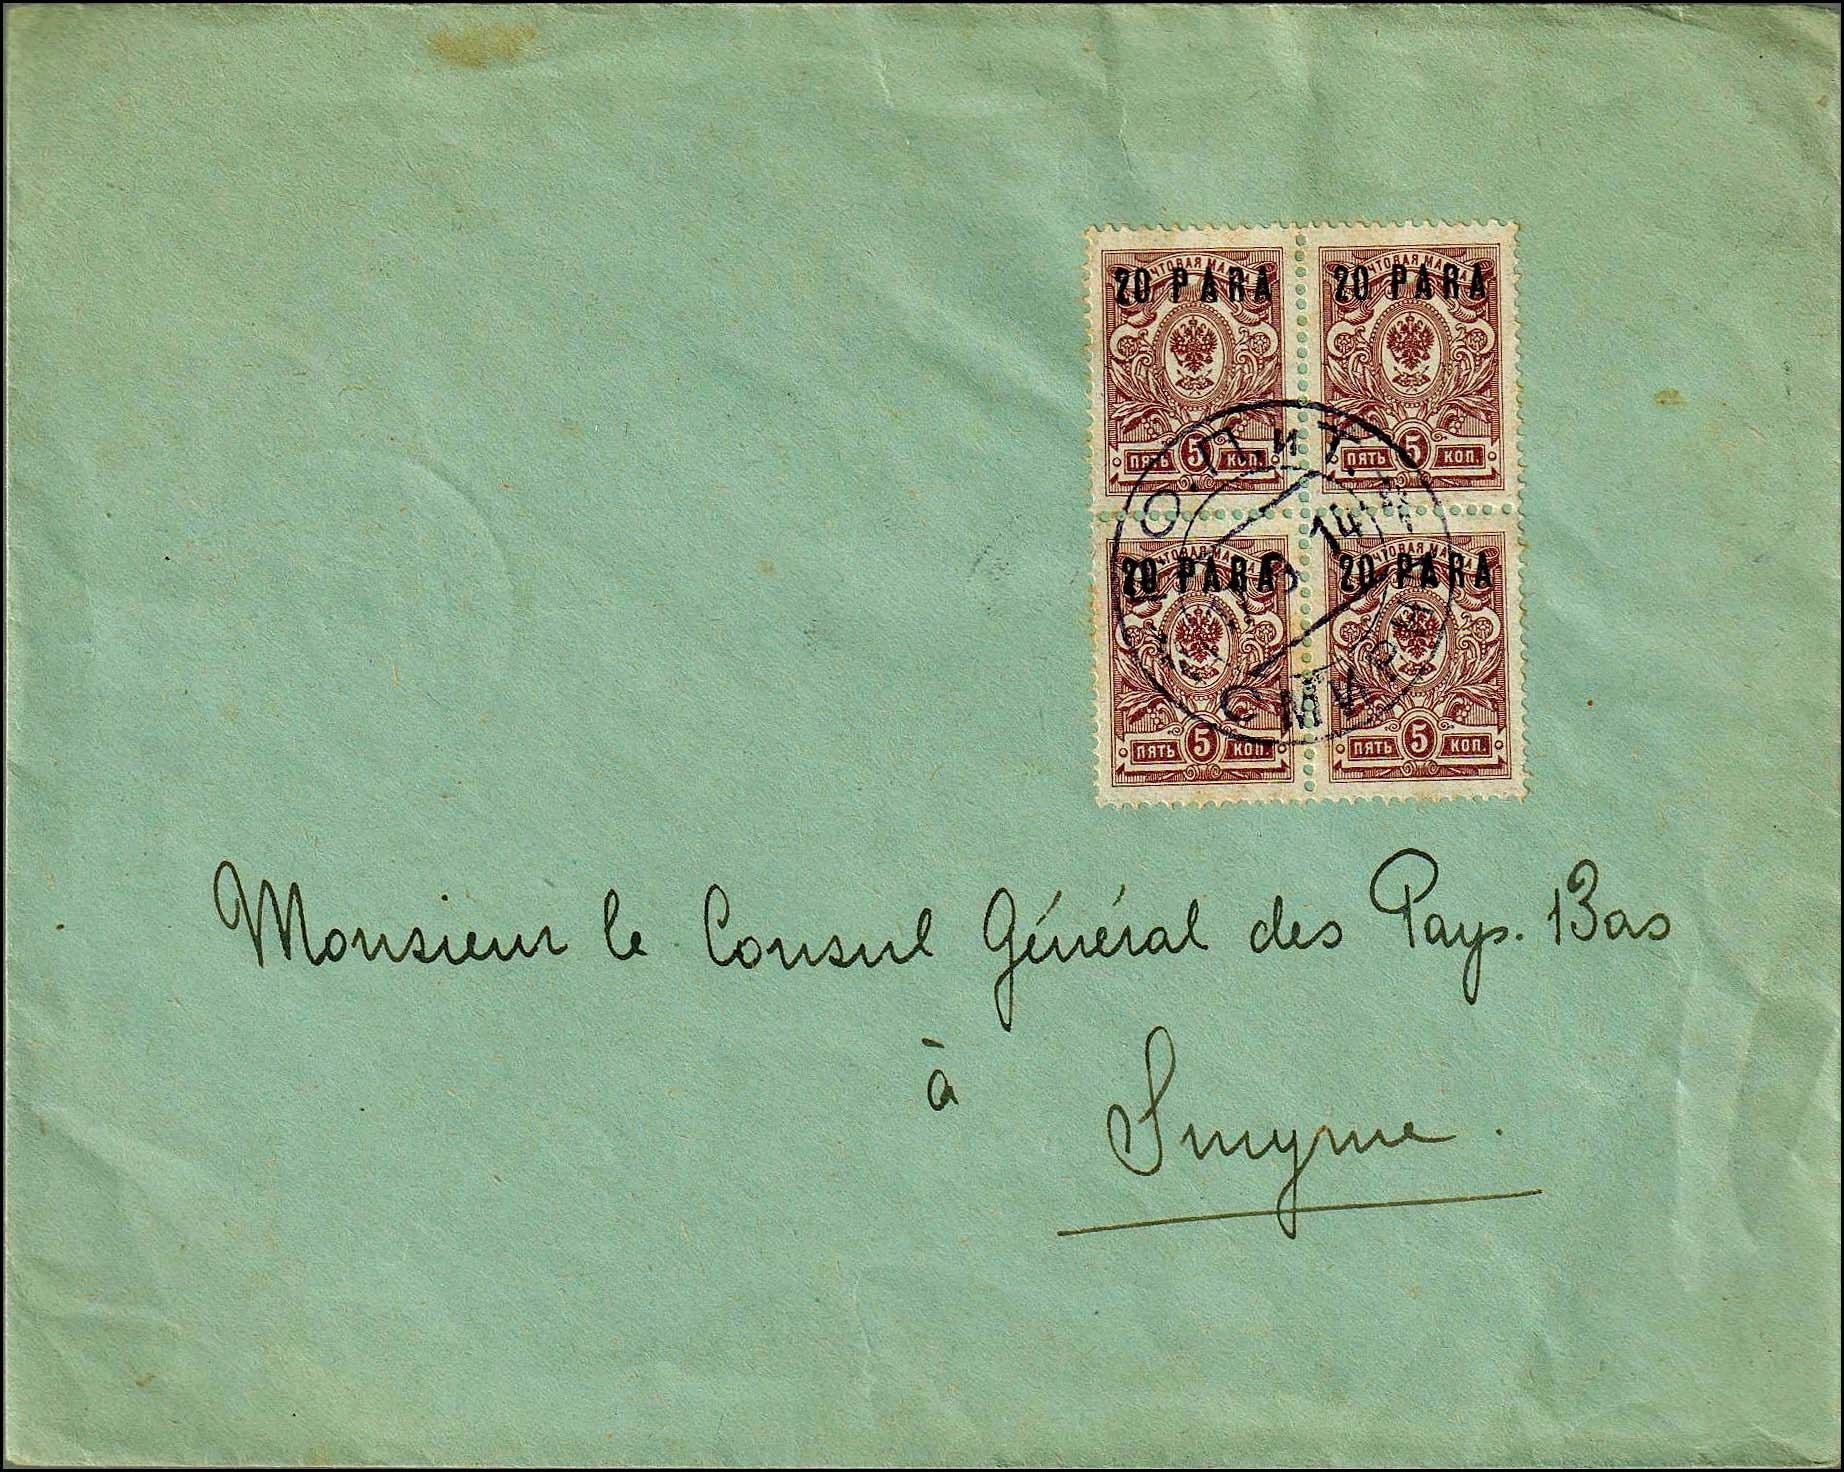 20 PARA 20 PARA
ПЯТЬ 5 КОП. ПЯТЬ 5 КОП.
20 PARA 20 PARA
ПЯТЬ 5 КОП. ПЯТЬ 5 КОП.
14
Monsieur le Consul Général des Pays-Bas
à
Smyrne.